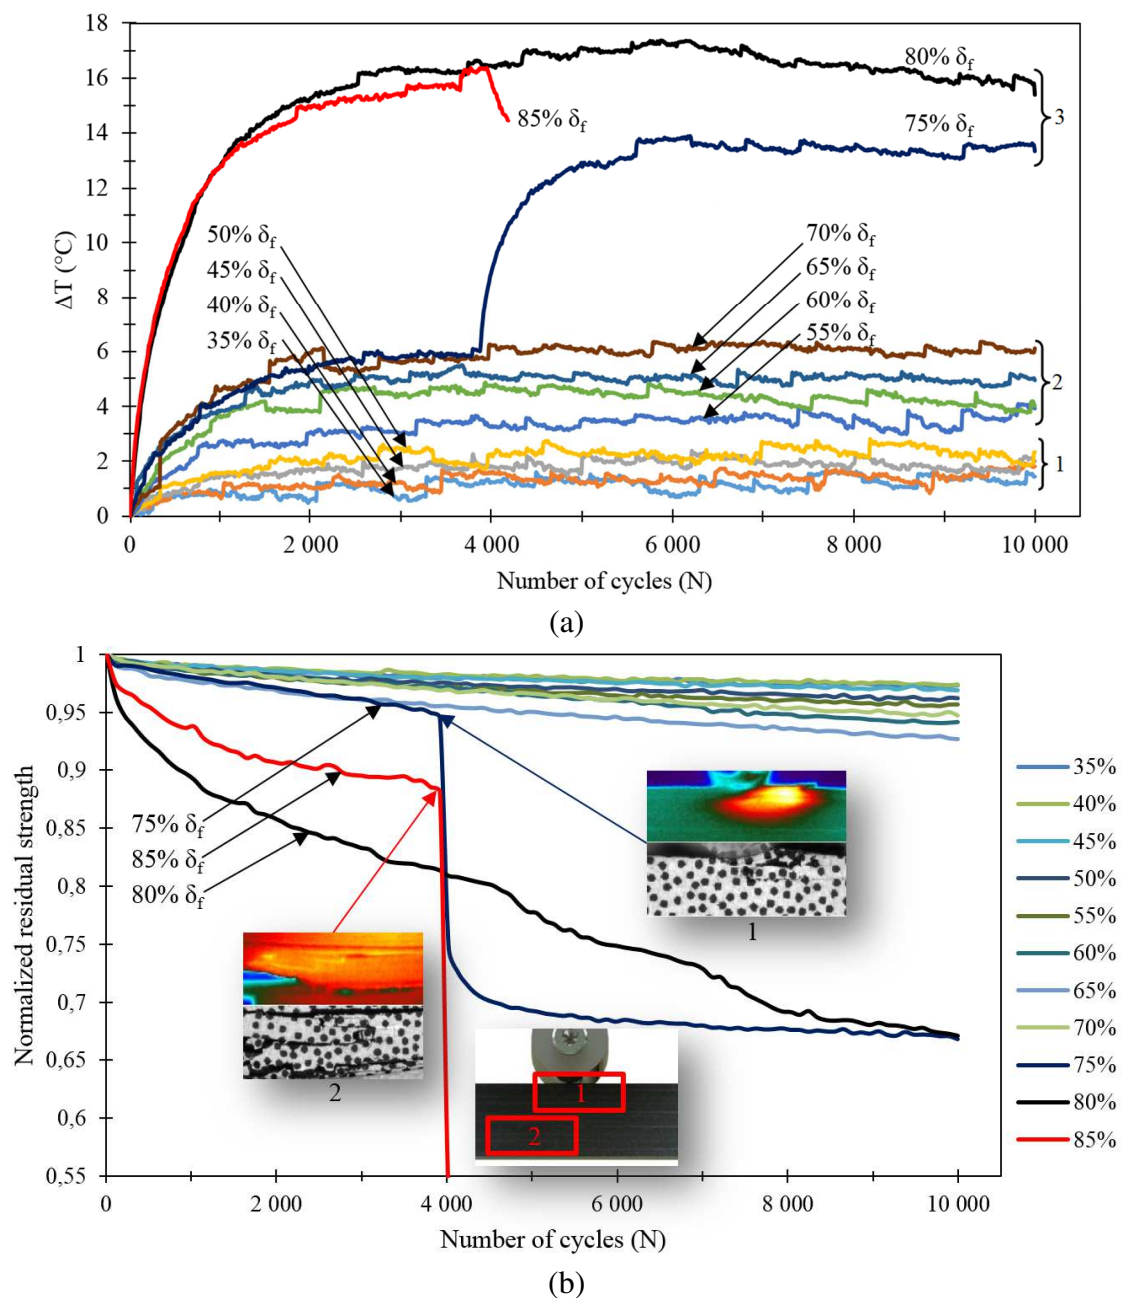 18
16
14
12
10
8
6
4
2
0
ΔT (°C)
80% δf
3
85% δf
75% δf
50% δf
45% δf
40% δf
35% δf
70% δf
65% δf
60% δf
55% δf
2
1
0
2 000
4 000
6 000
8 000
10 000
Number of cycles (N)
(a)
1
0,95
0,9
0,85
0,8
0,75
0,7
0,65
0,6
0,55
Normalized residual strength
75% δf
85% δf
80% δf
1
2
1
2
35%
40%
45%
50%
55%
60%
65%
70%
75%
80%
85%
0
2 000
4 000
6 000
8 000
10 000
Number of cycles (N)
(b)